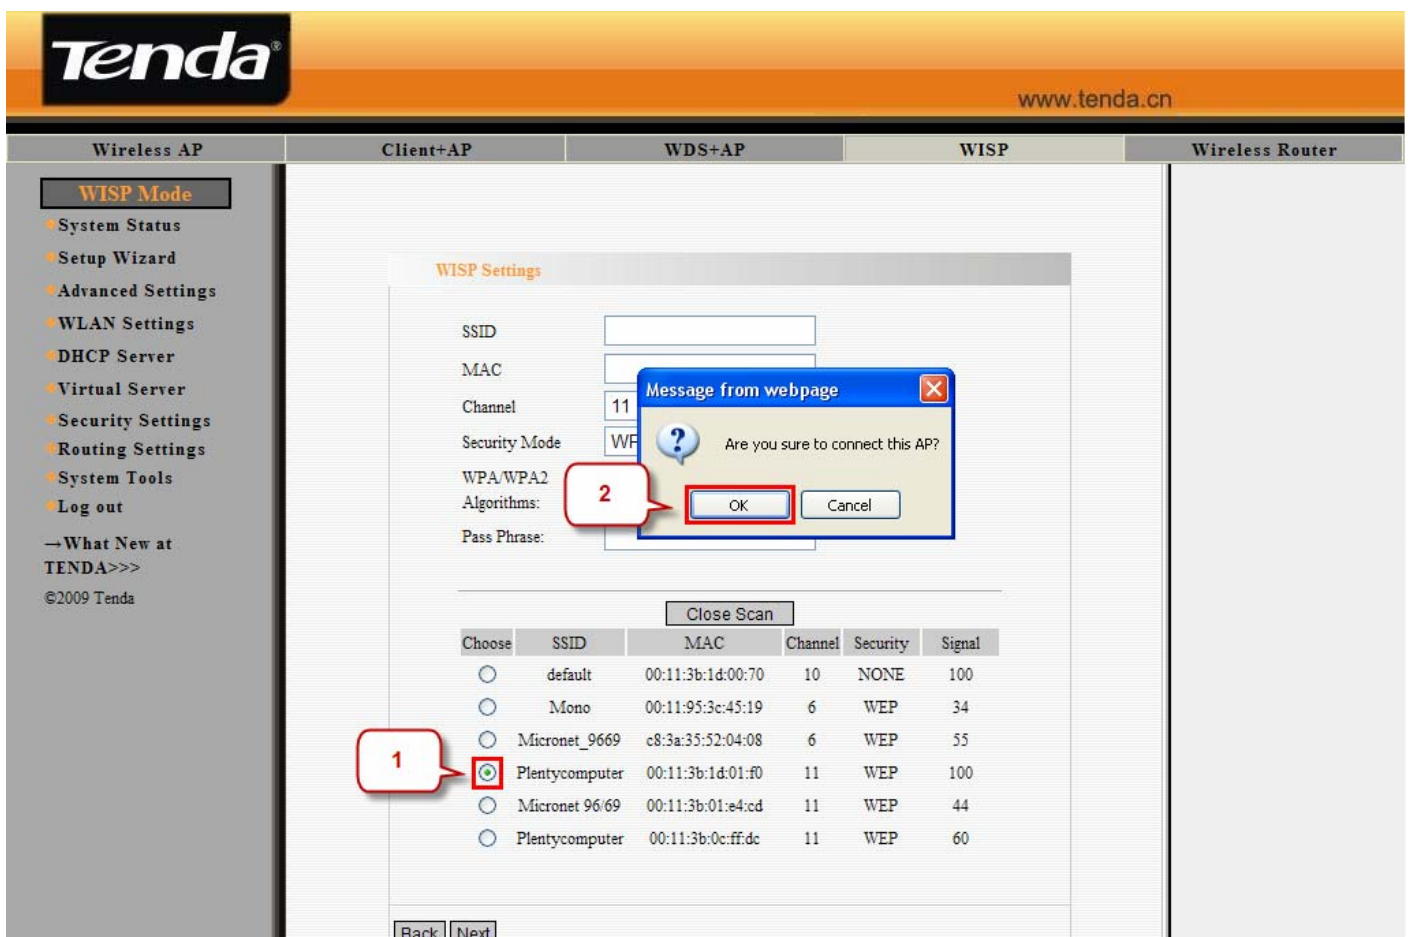 Tenda®
www.tenda.cn
Wireless AP Client+AP WDS+AP WISP Wireless Router
WISP Mode
System Status
Setup Wizard
Advanced Settings
WLAN Settings
DHCP Server
Virtual Server
Security Settings
Routing Settings
System Tools
Log out
→What New at
TENDA>>>
©2009 Tenda
WISP Settings
SSID
MAC
Channel 11
Security Mode
WPA/WPA2
Algorithms:
Pass Phrase:
Message from webpage
Are you sure to connect this AP?
OK Cancel
2
Close Scan
Choose SSID MAC Channel Security Signal
default 00:11:3b:1d:00:70 10 NONE 100
Mono 00:11:95:3c:45:19 6 WEP 34
Micronet_9669 c8:3a:35:52:04:08 6 WEP 55
1
Plentycomputer 00:11:3b:1d:01:f0 11 WEP 100
Micronet 96/69 00:11:3b:01:e4:cd 11 WEP 44
Plentycomputer 00:11:3b:0c:ff:dc 11 WEP 60
Back Next